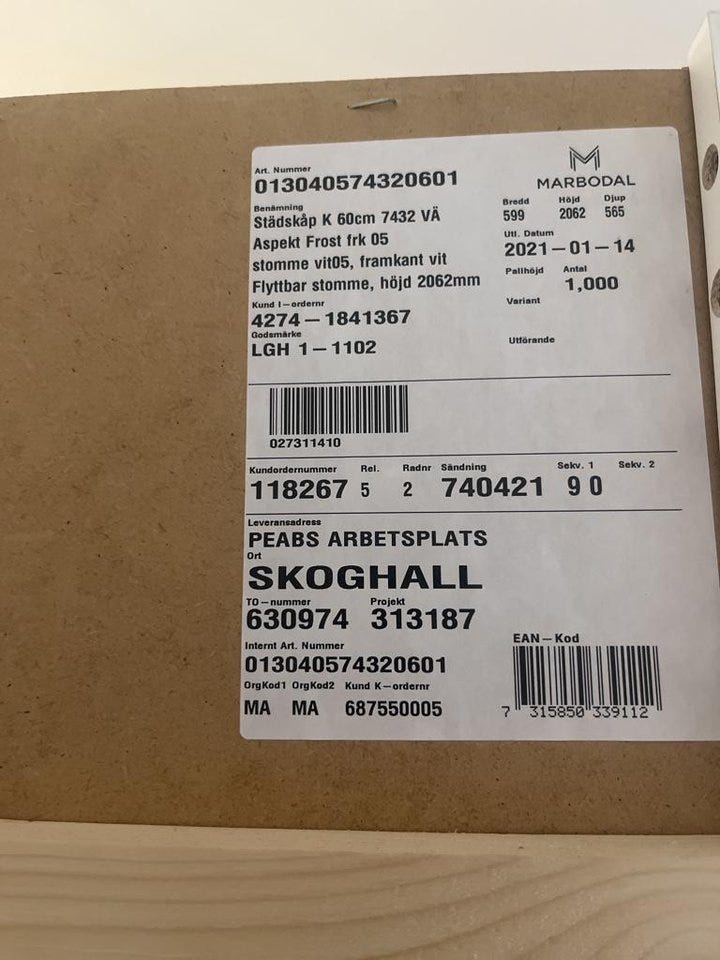 Art. Nummer
013040574320601
MARBODAL
Benämning
Städskåp K 60cm 7432 VÄ
Aspekt Frost frk 05
stomme vit05, framkant vit
Flyttbar stomme, höjd 2062mm
Bredd Höjd Djup
599 2062 565
Utl. Datum
2021-01-14
Pallhöjd Antal
1,000
Variant
Kund I-ordernr
4274-1841367
Godsmärke
LGH 1-1102
Utförande
027311410
Kundordernummer Rel. Radnr Sändning Sekv. 1 Sekv. 2
118267 5 2 740421 90
Leveransadress
PEABS ARBETSPLATS
Ort
SKOGHALL
TO-nummer Projekt
630974 313187
Internt Art. Nummer
013040574320601
EAN-Kod
OrgKod1 OrgKod2 Kund K-ordernr
MA MA 687550005
7 315850 339112